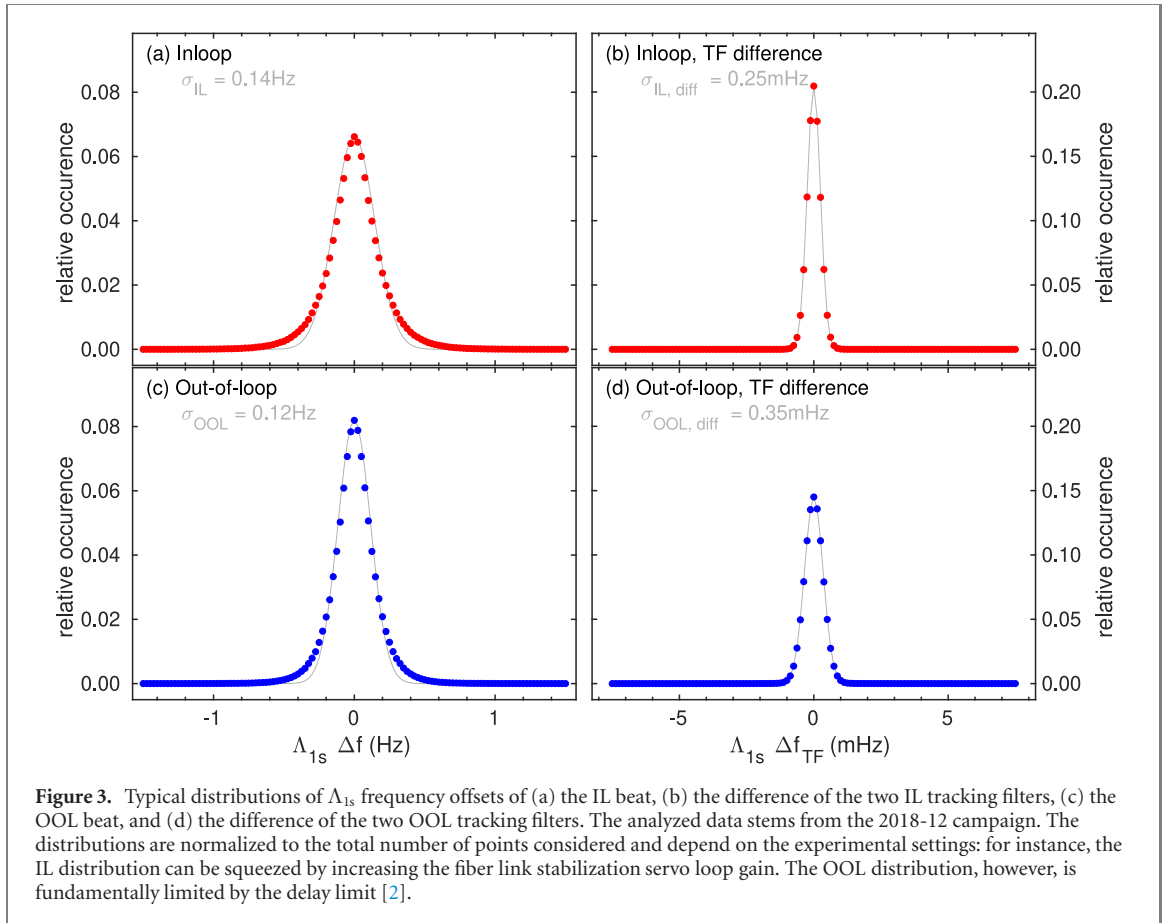 (a) Inloop
σIL = 0.14Hz
0.08
0.06
0.04
0.02
0.00
relative occurence
(b) Inloop, TF difference
σIL, diff = 0.25mHz
0.20
0.15
0.10
0.05
0.00
relative occurence
(c) Out-of-loop
σOOL = 0.12Hz
0.08
0.06
0.04
0.02
0.00
relative occurence
-1 0 1
Λ1s Δf (Hz)
(d) Out-of-loop, TF difference
σOOL, diff = 0.35mHz
0.20
0.15
0.10
0.05
0.00
relative occurence
-5 0 5
Λ1s ΔfTF (mHz)
Figure 3. Typical distributions of Λ1s frequency offsets of (a) the IL beat, (b) the difference of the two IL tracking filters, (c) the
OOL beat, and (d) the difference of the two OOL tracking filters. The analyzed data stems from the 2018-12 campaign. The
distributions are normalized to the total number of points considered and depend on the experimental settings: for instance, the
IL distribution can be squeezed by increasing the fiber link stabilization servo loop gain. The OOL distribution, however, is
fundamentally limited by the delay limit [2].